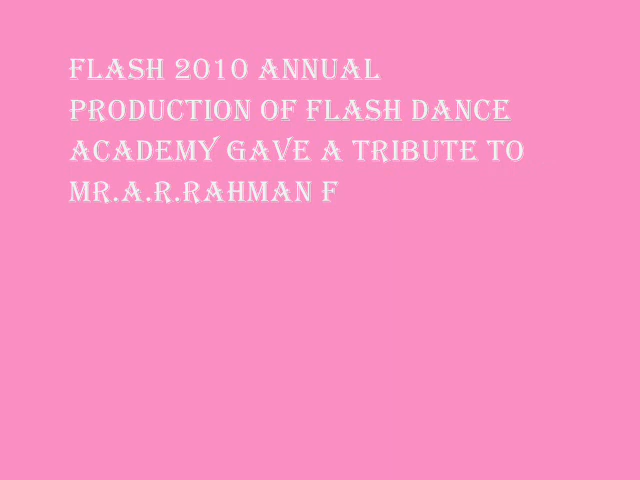 FLASH 2010 ANNUAL
PRODUCTION OF FLASH DANCE
ACADEMY GAVE A TRIBUTE TO
MR.A.R.RAHMAN F